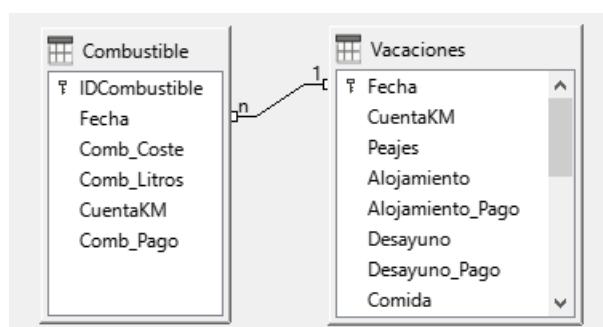 Combustible
IDCombustible
Fecha
Comb_Coste
Comb_Litros
CuentaKM
Comb_Pago
n
1
Vacaciones
Fecha
CuentaKM
Peajes
Alojamiento
Alojamiento_Pago
Desayuno
Desayuno_Pago
Comida